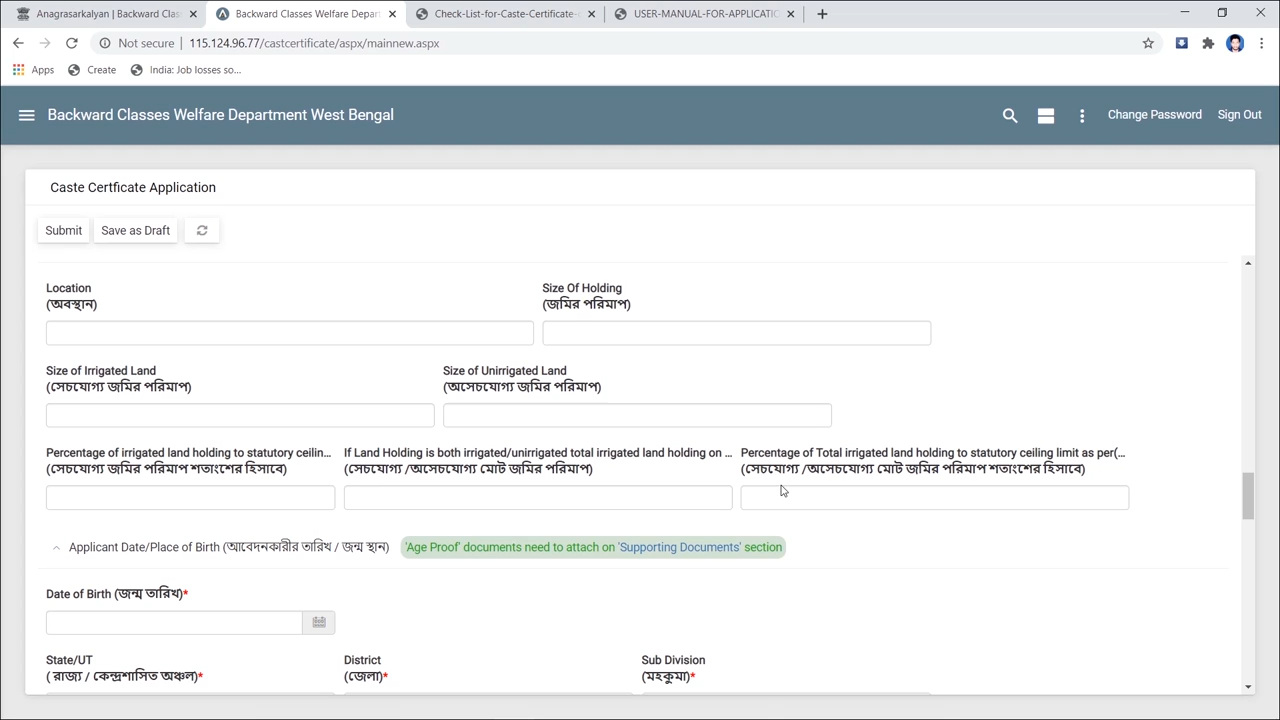 Anagrasarkalyan | Backward Clas
Backward Classes Welfare Depar
Check-List-for-Caste-Certificate-
USER-MANUAL-FOR-APPLICATIO
Not secure | 115.124.96.77/castcertificate/aspx/mainnew.aspx
Apps Create India: Job losses so...
Backward Classes Welfare Department West Bengal
Change Password Sign Out
Caste Certficate Application
Submit Save as Draft
Location Size Of Holding
(অবস্থান) (জমির পরিমাপ)
Size of Irrigated Land Size of Unirrigated Land
(সেচযোগ্য জমির পরিমাপ) (অসেচযোগ্য জমির পরিমাপ)
Percentage of irrigated land holding to statutory ceilin... If Land Holding is both irrigated/unirrigated total irrigated land holding on ... Percentage of Total irrigated land holding to statutory ceiling limit as per(...
(সেচযোগ্য জমির পরিমাপ শতাংশের হিসাবে) (সেচযোগ্য /অসেচযোগ্য মোট জমির পরিমাপ) (সেচযোগ্য /অসেচযোগ্য মোট জমির পরিমাপ শতাংশের হিসাবে)
Applicant Date/Place of Birth (আবেদনকারীর তারিখ / জন্ম স্থান) 'Age Proof' documents need to attach on 'Supporting Documents' section
Date of Birth (জন্ম তারিখ)*
State/UT District Sub Division
( রাজ্য / কেন্দ্রশাসিত অঞ্চল)* (জেলা)* (মহকুমা)*